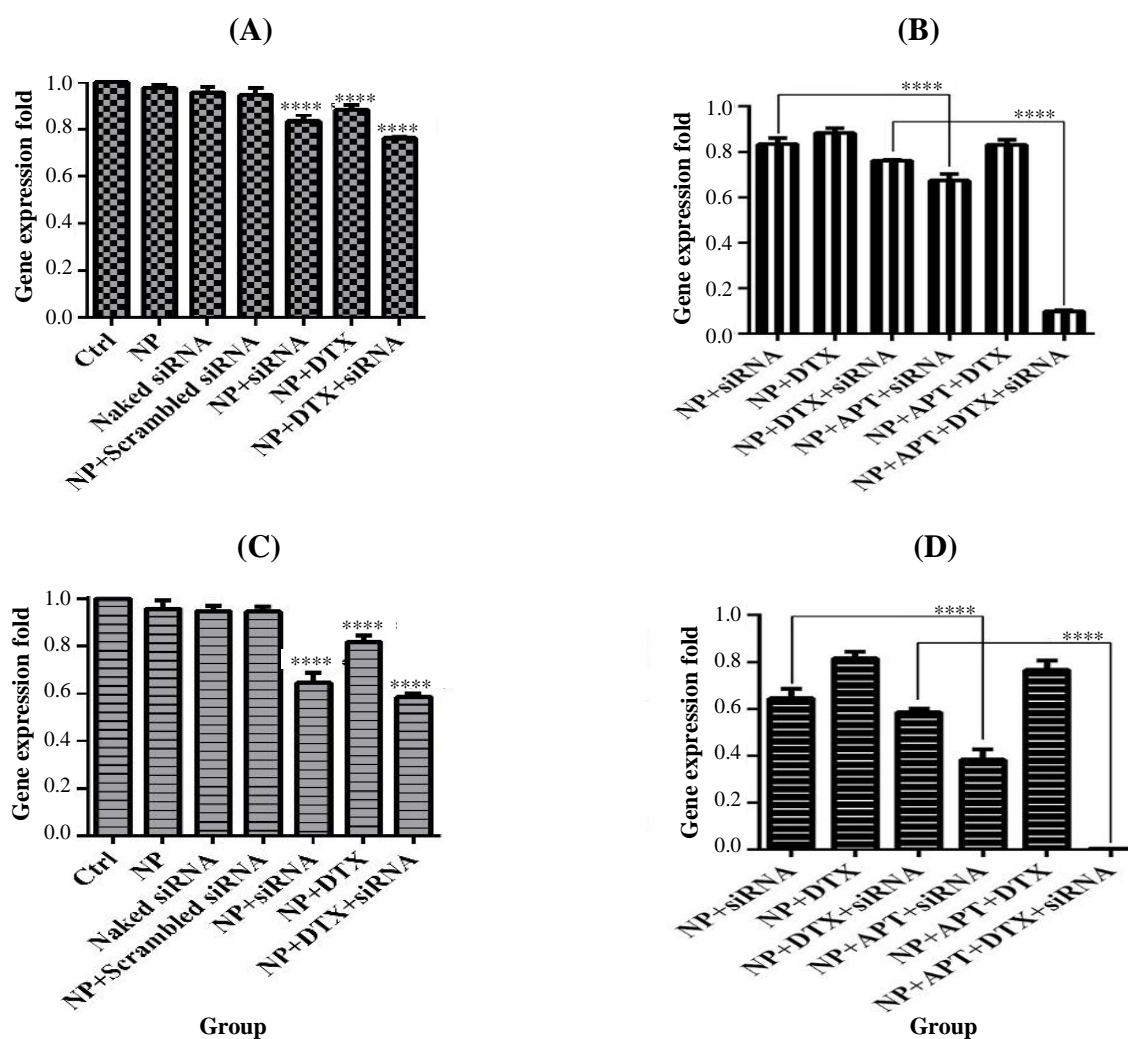 (A)
Gene expression fold
1.0
0.8
0.6
0.4
0.2
0.0
****
****
****
Ctrl
NP
Naked siRNA
NP+Scrambled siRNA
NP+siRNA
NP+DTX
NP+DTX+siRNA
(B)
Gene expression fold
1.0
0.8
0.6
0.4
0.2
0.0
****
****
NP+siRNA
NP+DTX
NP+DTX+siRNA
NP+APT+siRNA
NP+APT+DTX
NP+APT+DTX+siRNA
(C)
Gene expression fold
1.0
0.8
0.6
0.4
0.2
0.0
****
****
****
Ctrl
NP
Naked siRNA
NP+Scrambled siRNA
NP+siRNA
NP+DTX
NP+DTX+siRNA
Group
(D)
Gene expression fold
1.0
0.8
0.6
0.4
0.2
0.0
****
****
NP+siRNA
NP+DTX
NP+DTX+siRNA
NP+APT+siRNA
NP+APT+DTX
NP+APT+DTX+siRNA
Group